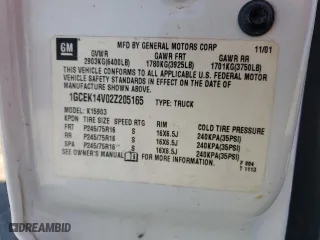 GM
MFD BY GENERAL MOTORS CORP 11/01
GVWR GAWR FRT GAWR RR
2903KG(6400LB) 1780KG(3925LB) 1701KG(3750LB)
THIS VEHICLE CONFORMS TO ALL APPLICABLE U.S. FEDERAL MOTOR
VEHICLE SAFETY STANDARDS IN EFFECT ON THE DATE OF
MANUFACTURE SHOWN ABOVE.
1GCEK14V02Z205165 TYPE: TRUCK
MODEL: K15903
KPDN TIRE SIZE SPEED RTG RIM COLD TIRE PRESSURE
FRT P245/75R16 S 16X6.5J 240KPA(35PSI)
RR P245/75R16 S 16X6.5J 240KPA(35PSI)
SPA P245/75R16 S 16X6.5J 240KPA(35PSI)
SEE OWNER'S MANUAL
T 1113
DREAMBID.COM